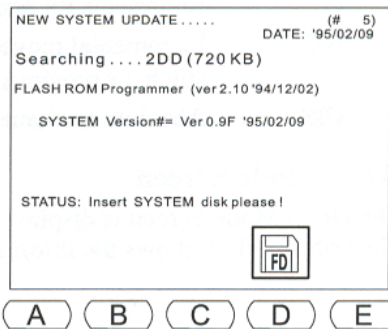 NEW SYSTEM UPDATE..... (# 5)
DATE: '95/02/09
Searching....2DD (720 KB)
FLASH ROM Programmer (ver 2.10 '94/12/02)
SYSTEM Version#= Ver 0.9F '95/02/09
STATUS: Insert SYSTEM disk please!
FD
A B C D E